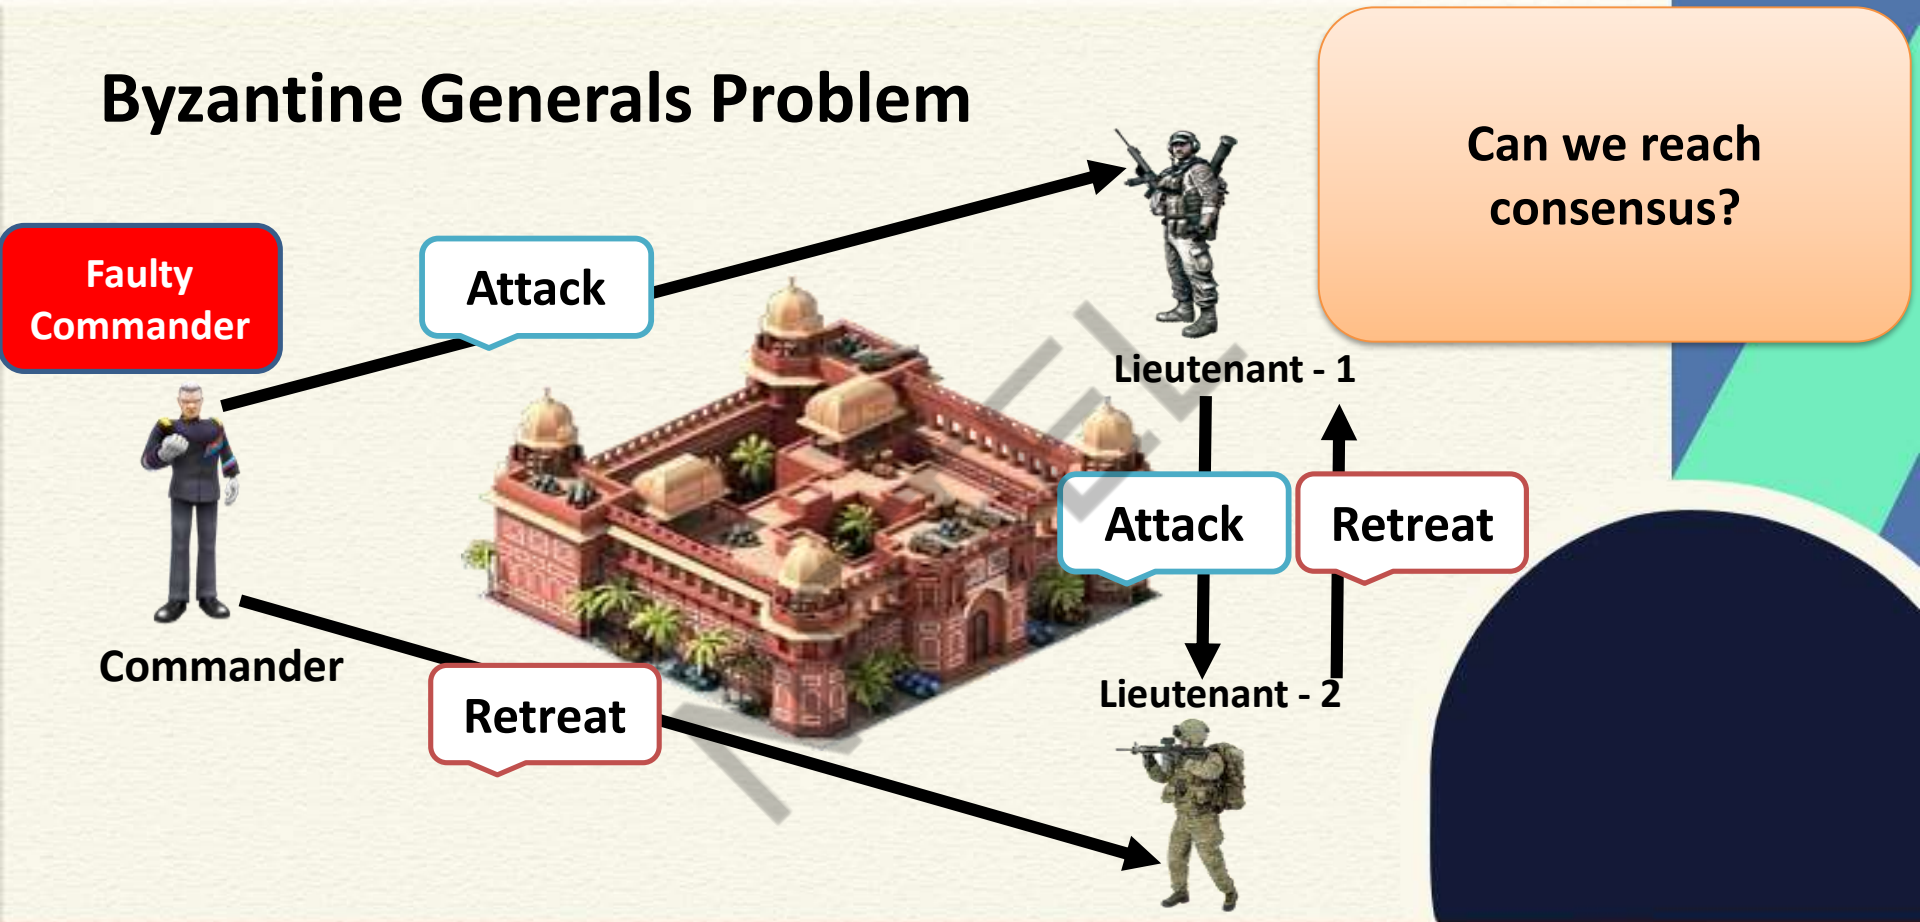 Byzantine Generals Problem
Can we reach
consensus?
Faulty
Commander
Attack
Lieutenant - 1
Attack
Retreat
Commander
Retreat
Lieutenant - 2